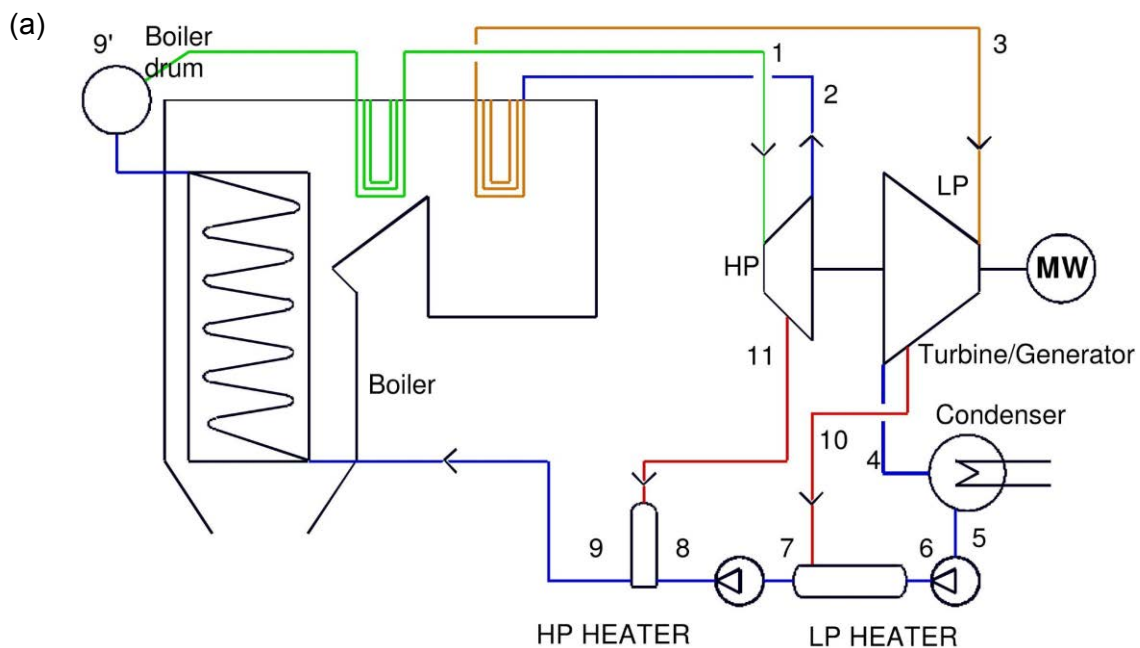 (a)
9'
Boiler
drum
1
3
2
LP
HP
MW
11
Turbine/Generator
Boiler
Condenser
10
4
9
8
7
6
5
HP HEATER
LP HEATER